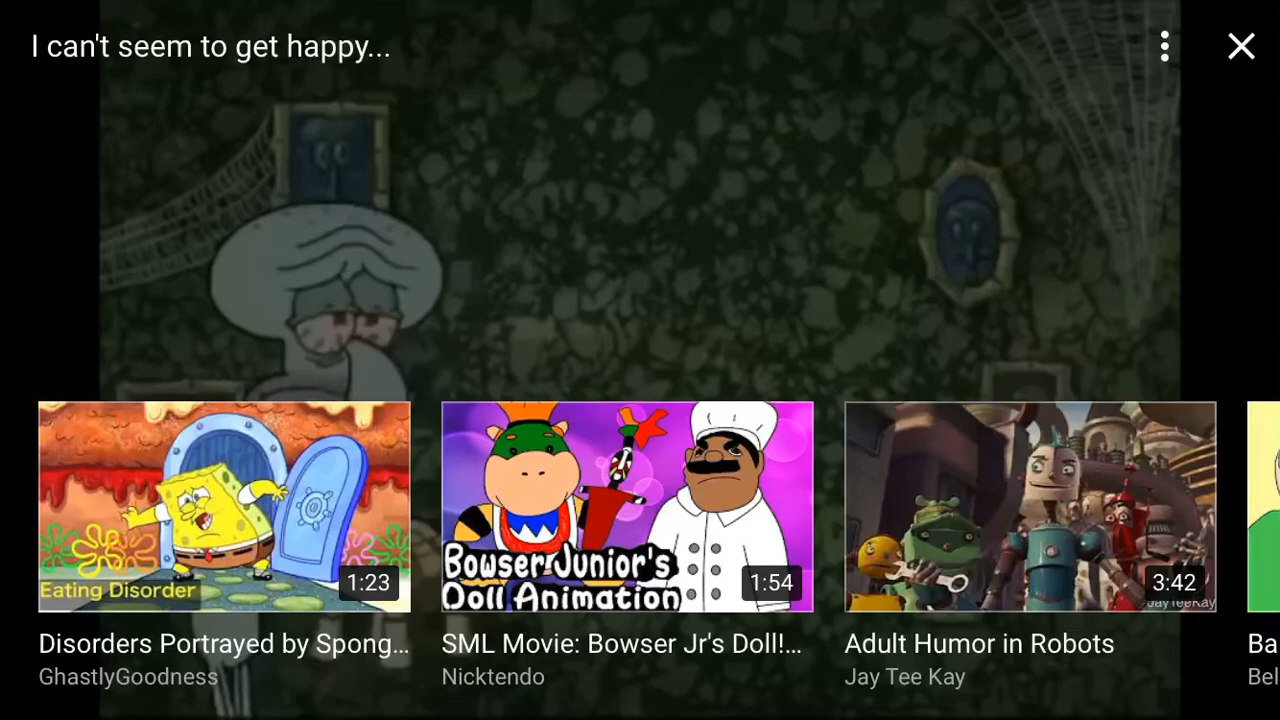 I can't seem to get happy...
Eating Disorder
1:23
Bowser Junior's
Doll Animation
1:54
3:42
JayTeeKay
Disorders Portrayed by Spong...
GhastlyGoodness
SML Movie: Bowser Jr's Doll!...
Nicktendo
Adult Humor in Robots
Jay Tee Kay
Ba
Bel